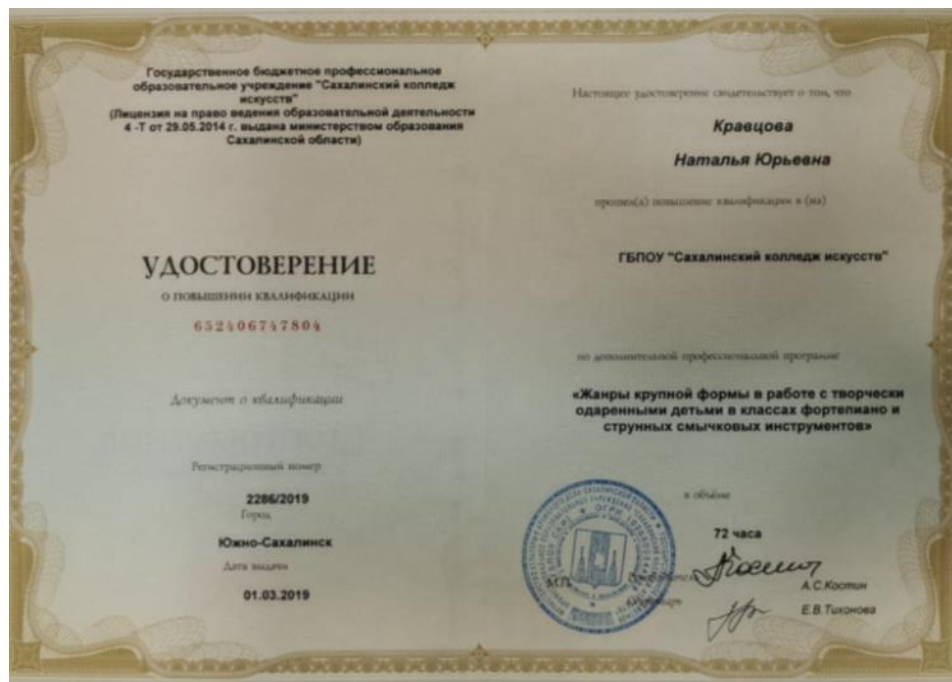 Государственное бюджетное профессиональное
образовательное учреждение "Сахалинский колледж
искусств"
(Лицензия на право ведения образовательной деятельности
4 -Т от 29.05.2014 г. выдана министерством образования
Сахалинской области)
УДОСТОВЕРЕНИЕ
О ПОВЫШЕНИИ КВАЛИФИКАЦИИ
652406747804
Документ о квалификации
Регистрационный номер
2286/2019
Город
Южно-Сахалинск
Дата выдачи
01.03.2019
Настоящее удостоверение свидетельствует о том, что
Кравцова
Наталья Юрьевна
прошел(а) повышение квалификации в (на)
ГБПОУ "Сахалинский колледж искусств"
по дополнительной профессиональной программе
«Жанры крупной формы в работе с творчески
одаренными детьми в классах фортепиано и
струнных смычковых инструментов»
в объёме
72 часа
М.П.
А.С.Костин
Е.В.Тихонова